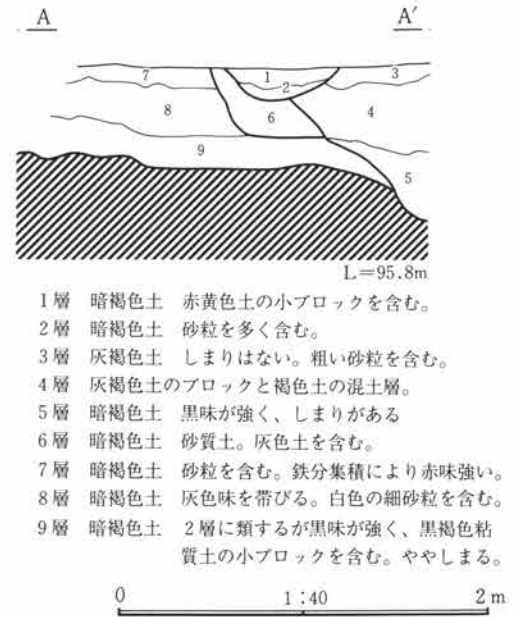 A A′
7 1 3
2
8 6 4
9
5
L=95.8m
1層 暗褐色土 赤黄色土の小ブロックを含む。
2層 暗褐色土 砂粒を多く含む。
3層 灰褐色土 しまりはない。粗い砂粒を含む。
4層 灰褐色土のブロックと褐色土の混土層。
5層 暗褐色土 黒味が強く、しまりがある
6層 暗褐色土 砂質土。灰色土を含む。
7層 暗褐色土 砂粒を含む。鉄分集積により赤味強い。
8層 暗褐色土 灰色味を帯びる。白色の細砂粒を含む。
9層 暗褐色土 2層に類するが黒味が強く、黒褐色粘
質土の小ブロックを含む。ややしまる。
0 1:40 2m